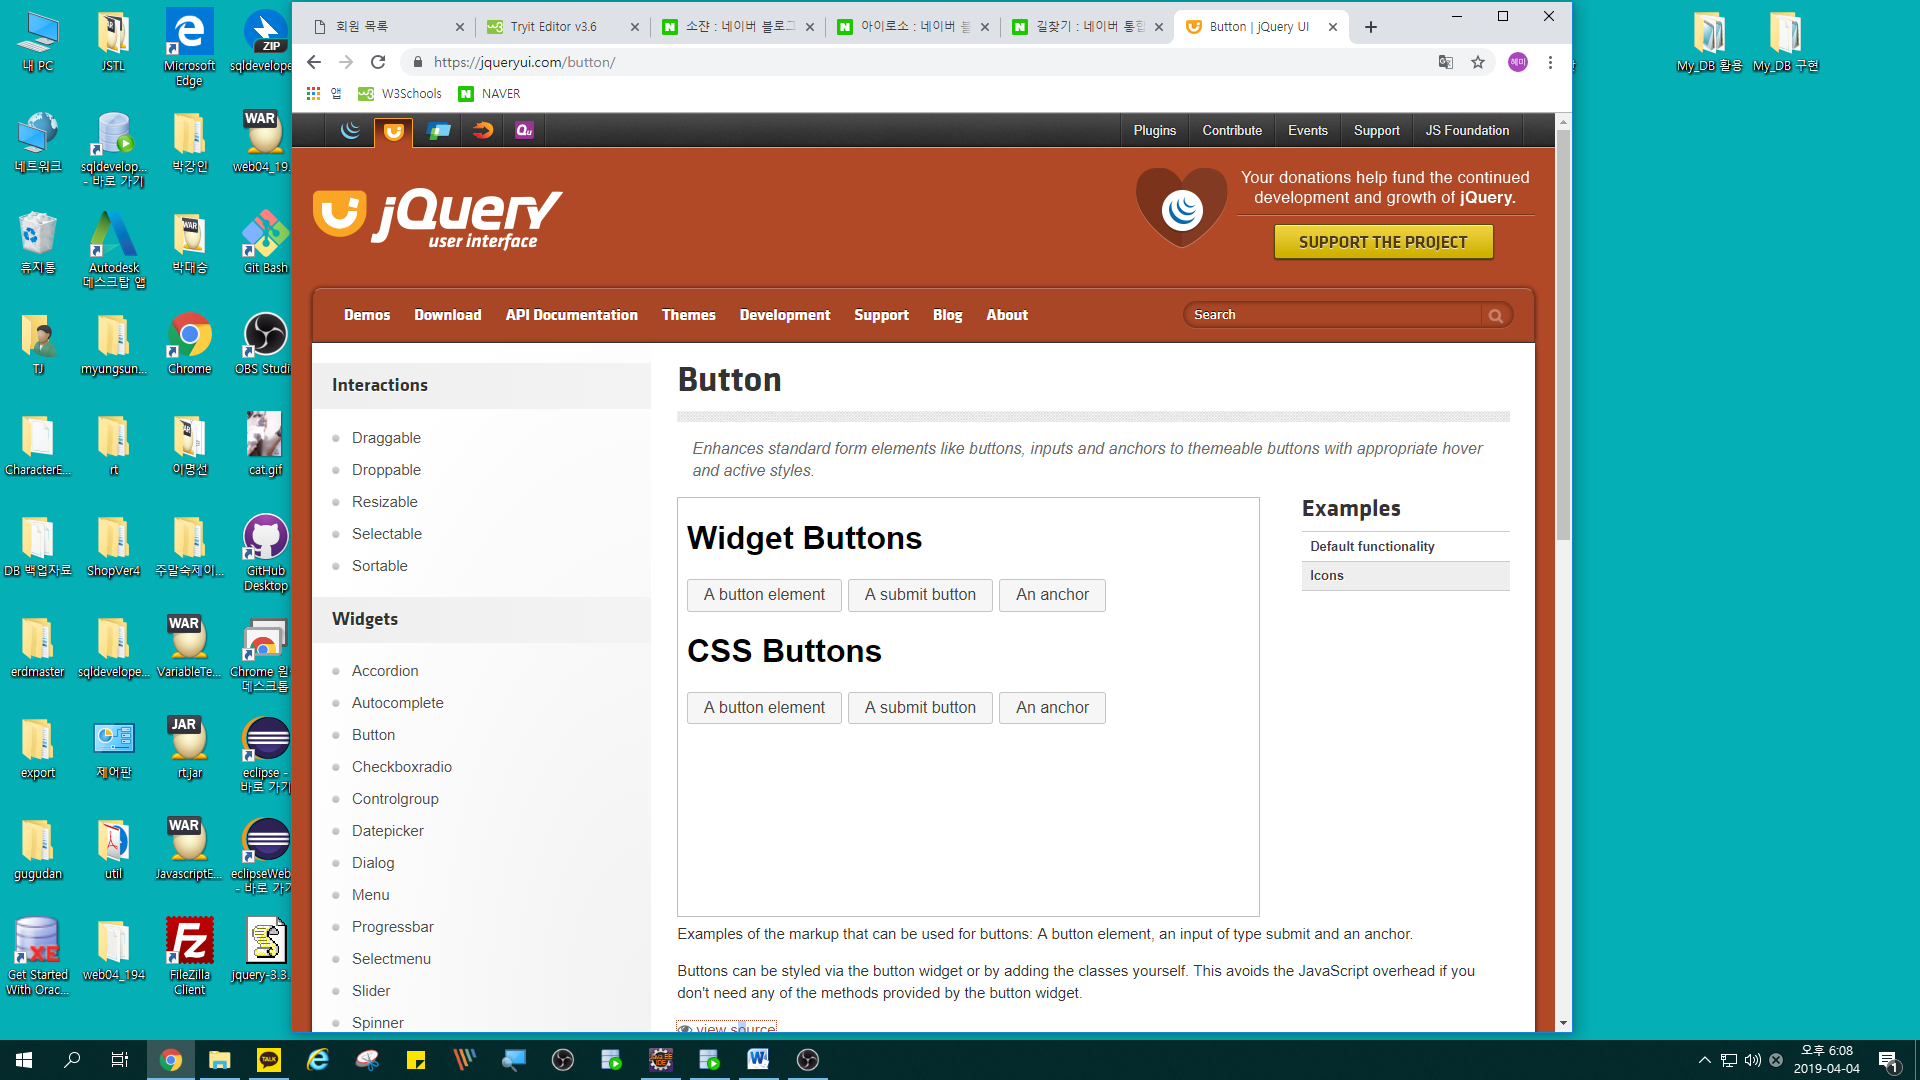 회원 목록
Tryit Editor v3.6
소쟌 : 네이버 블로그
아이로소 : 네이버 블
길찾기 : 네이버 통합
Button | jQuery UI
https://jqueryui.com/button/
혜미
앱
W3Schools
NAVER
Plugins
Contribute
Events
Support
JS Foundation
jQuery
user interface
Your donations help fund the continued
development and growth of jQuery.
SUPPORT THE PROJECT
Demos
Download
API Documentation
Themes
Development
Support
Blog
About
Search
Interactions
Draggable
Droppable
Resizable
Selectable
Sortable
Widgets
Accordion
Autocomplete
Button
Checkboxradio
Controlgroup
Datepicker
Dialog
Menu
Progressbar
Selectmenu
Slider
Spinner
Button
Enhances standard form elements like buttons, inputs and anchors to themeable buttons with appropriate hover
and active styles.
Widget Buttons
A button element
A submit button
An anchor
CSS Buttons
A button element
A submit button
An anchor
Examples
Default functionality
Icons
Examples of the markup that can be used for buttons: A button element, an input of type submit and an anchor.
Buttons can be styled via the button widget or by adding the classes yourself. This avoids the JavaScript overhead if you
don't need any of the methods provided by the button widget.
view source
내 PC
JSTL
Microsoft
Edge
ZIP
sqldevelope...
네트워크
sqldevelop...
- 바로 가기
박강인
WAR
web04_19...
휴지통
Autodesk
데스크탑 앱
WAR
박대승
Git Bash
TJ
myungsun...
Chrome
OBS Studi
CharacterE...
rt
이명선
cat.gif
DB 백업자료
ShopVer4
주말숙제이...
GitHub
Desktop
erdmaster
sqldevelope...
WAR
VariableTe...
Chrome 원
데스크톱
export
제어판
JAR
rt.jar
eclipse -
바로 가기
gugudan
util
WAR
JavascriptE...
eclipseWeb
- 바로 가기
XE
Get Started
With Orac...
web04_194
FileZilla
Client
jquery-3.3.
My_DB 활용
My_DB 구현
TALK
오후 6:08
2019-04-04
1